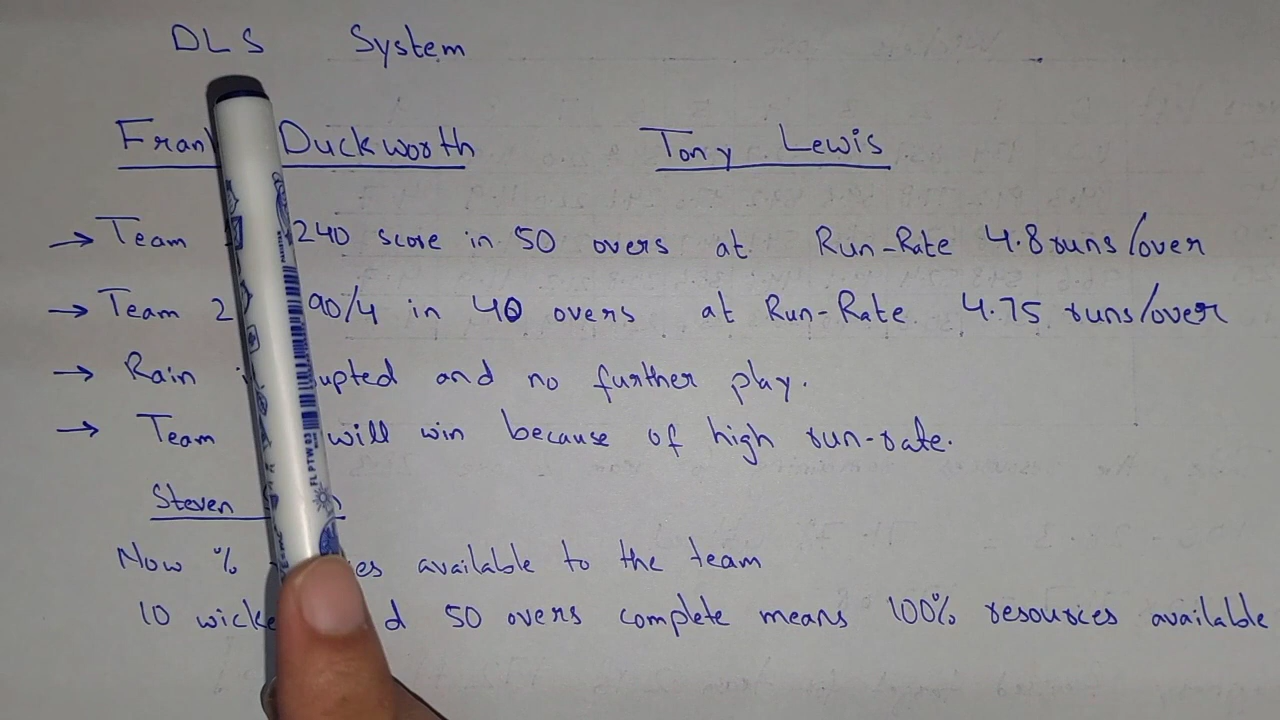 DLS System
Frank Duckworth Tony Lewis
→ Team 240 score in 50 overs at Run-Rate 4.8 runs/over
→ Team 2 90/4 in 40 overs at Run-Rate 4.75 runs/over
→ Rain upted and no further play.
→ Team will win because of high run-rate.
Steven
Now % es available to the team
10 wicke d 50 overs complete means 100% resources available